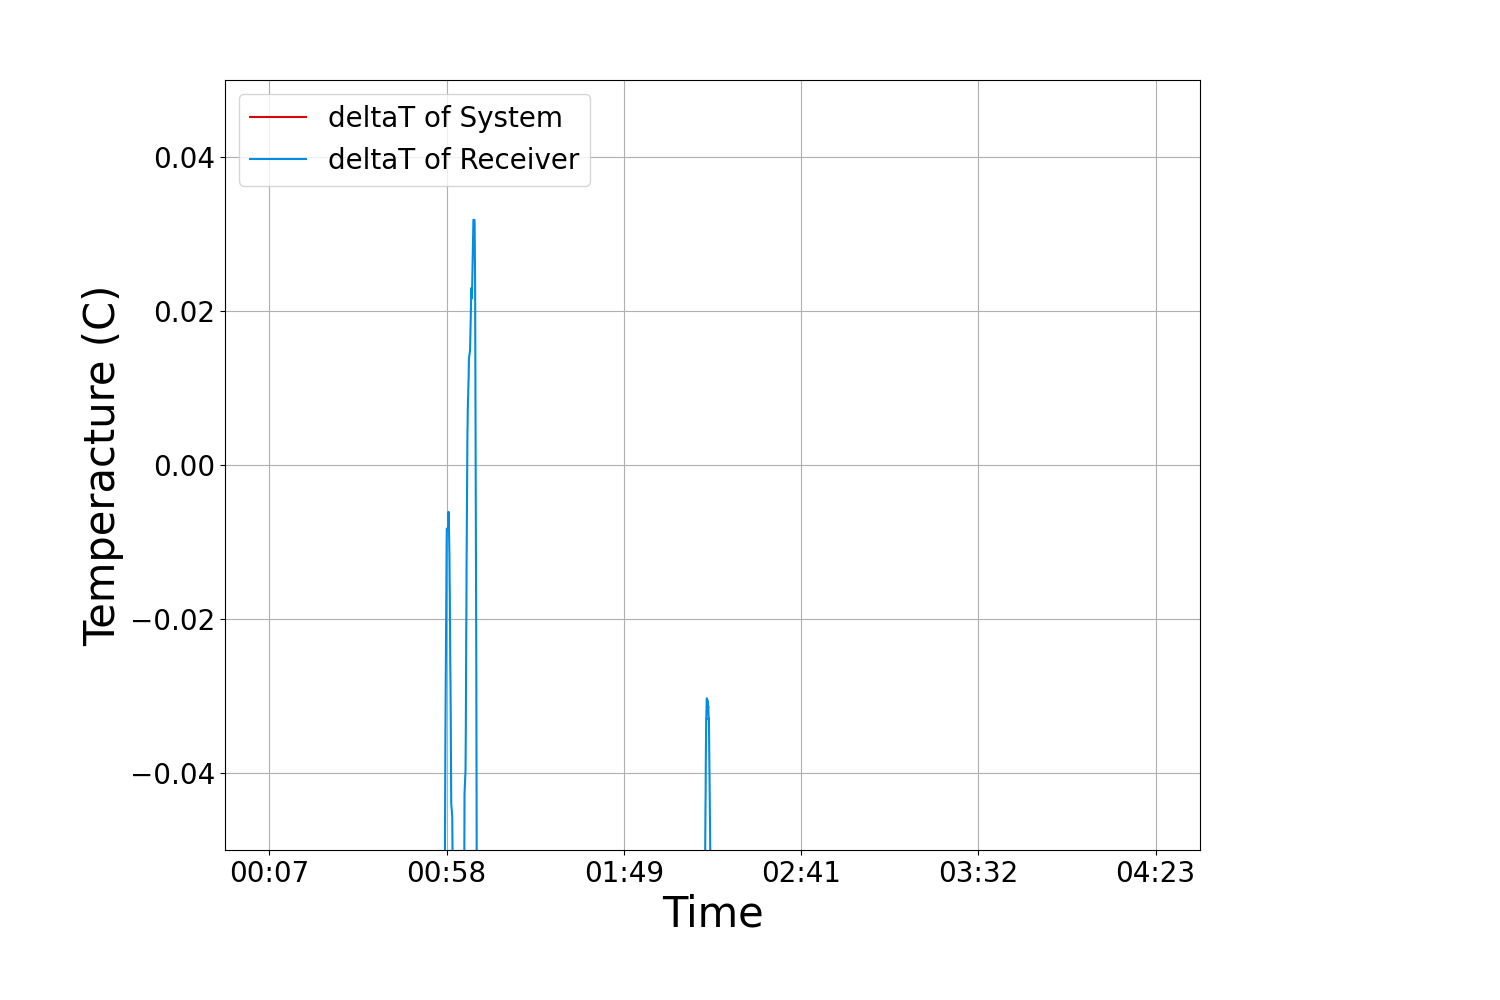 deltaT of System
deltaT of Receiver
0.04
0.02
0.00
−0.02
−0.04
Temperacture (C)
00:07 00:58 01:49 02:41 03:32 04:23
Time